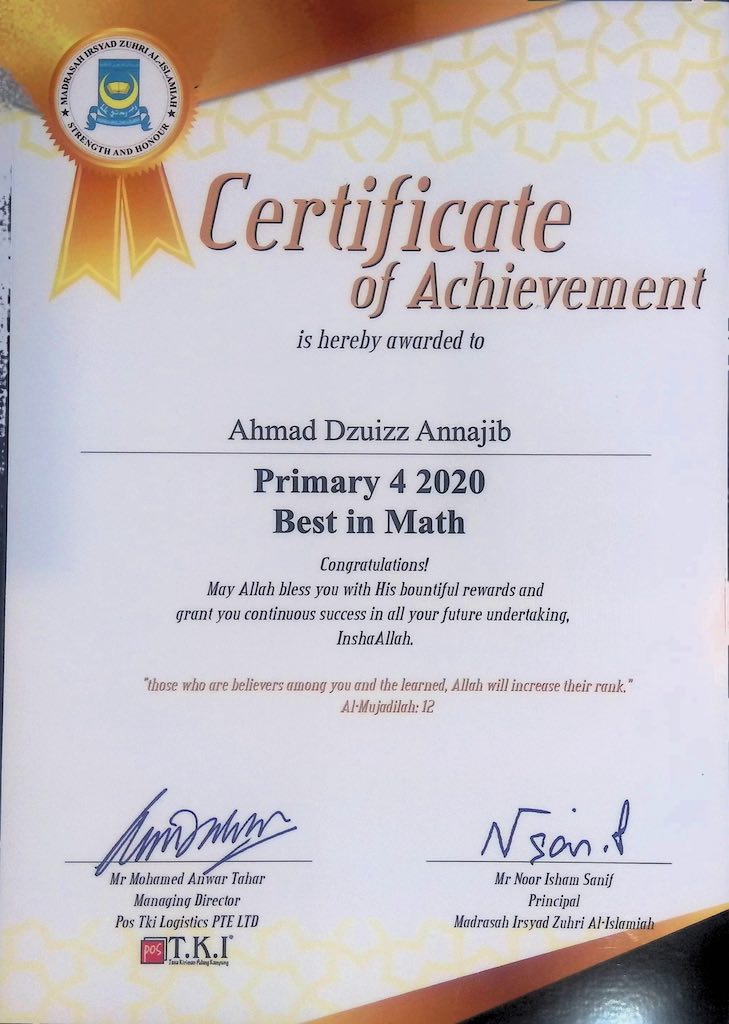 MADRASAH IRSYAD ZUHRI AL-ISLAMIAH
STRENGTH AND HONOUR
Certificate
of Achievement
is hereby awarded to
Ahmad Dzuizz Annajib
Primary 4 2020
Best in Math
Congratulations!
May Allah bless you with His bountiful rewards and
grant you continuous success in all your future undertaking,
InshaAllah.
"those who are believers among you and the learned, Allah will increase their rank."
Al-Mujadilah: 12
Mr Mohamed Anwar Tahar
Managing Director
Pos Tki Logistics PTE LTD
pos T.K.I
Mr Noor Isham Sanif
Principal
Madrasah Irsyad Zuhri Al-Islamiah